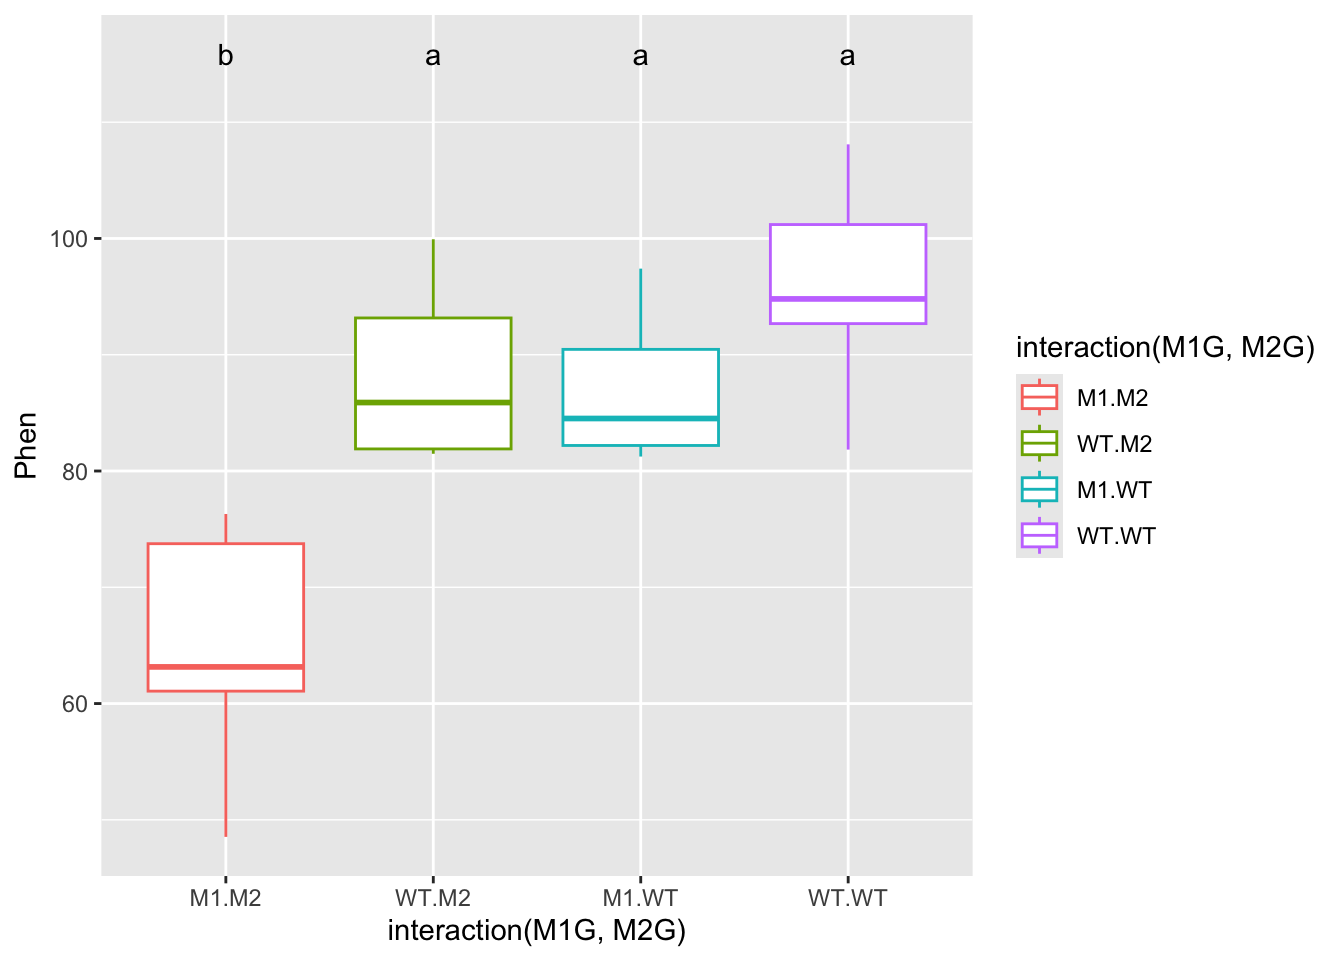 b a a a
100
80
60
Phen
M1.M2 WT.M2 M1.WT WT.WT
interaction(M1G, M2G)
interaction(M1G, M2G)
M1.M2
WT.M2
M1.WT
WT.WT